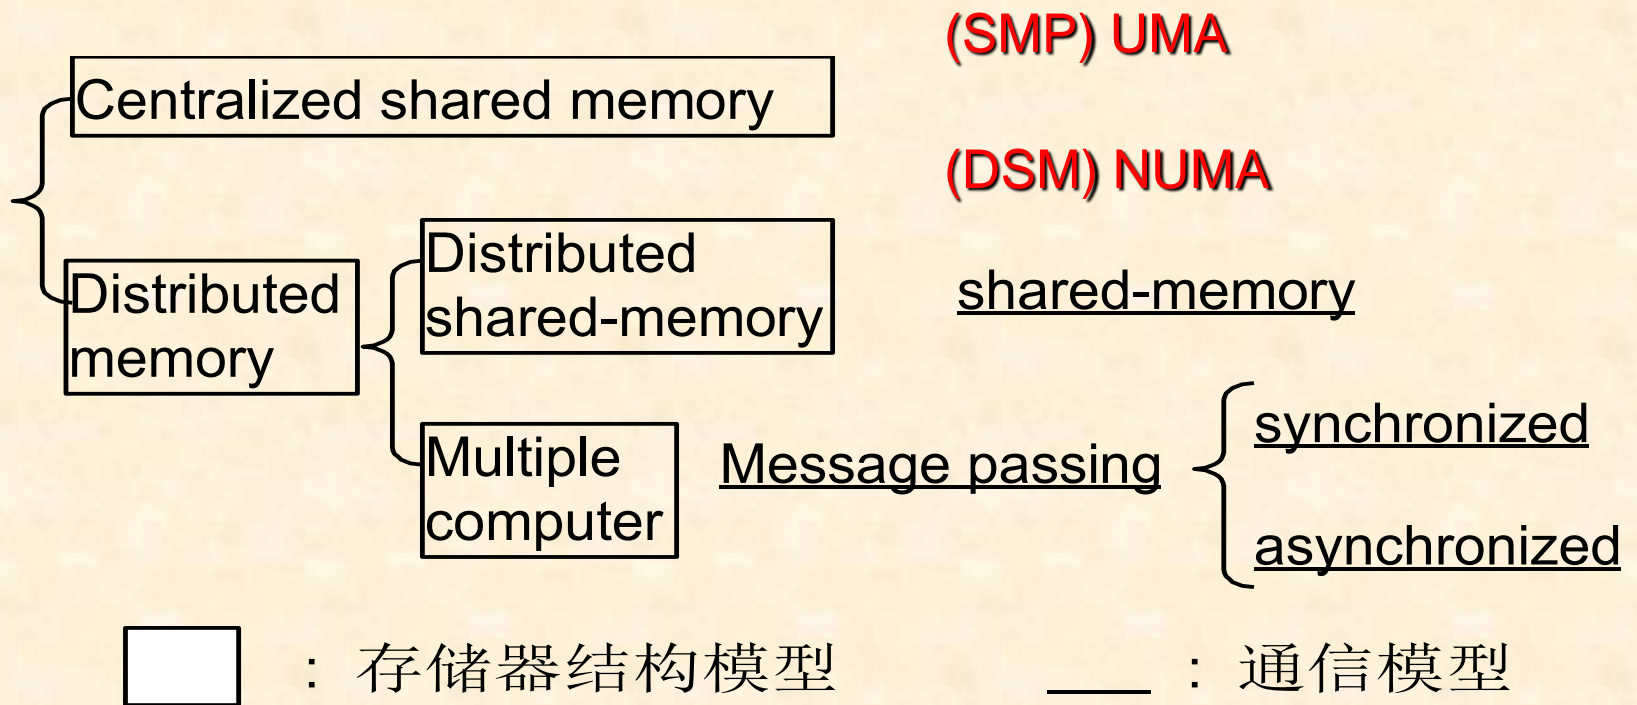 (SMP) UMA
Centralized shared memory
(DSM) NUMA
Distributed
shared-memory
Distributed
memory
shared-memory
Multiple
computer
Message passing
synchronized
asynchronized
: 存储器结构模型
: 通信模型